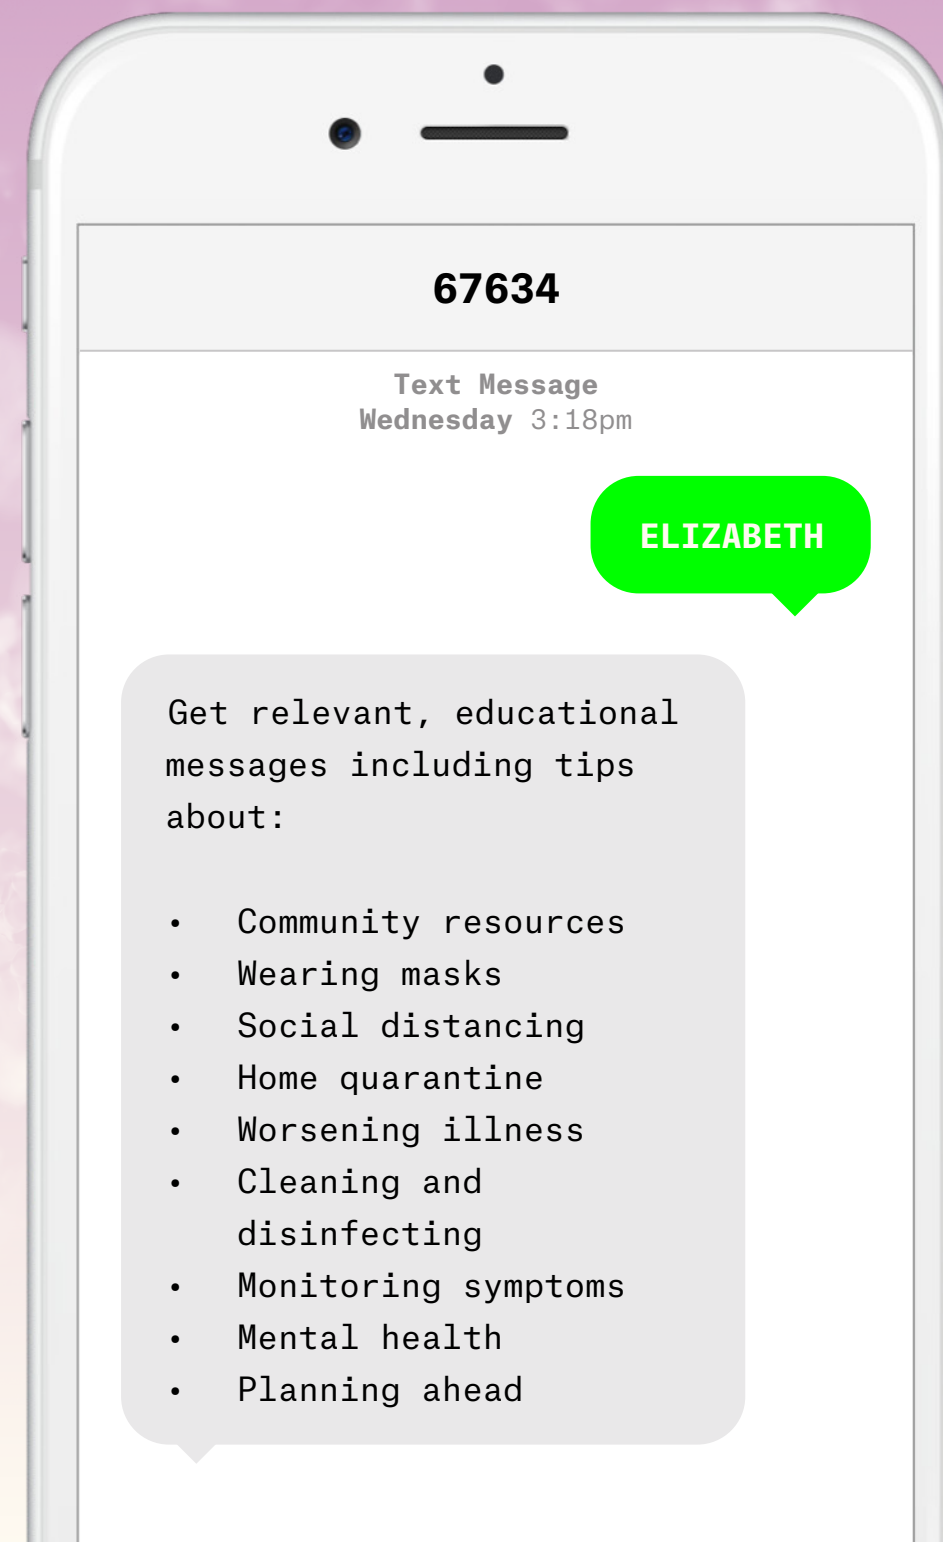 67634
Text Message
Wednesday 3:18pm
ELIZABETH
Get relevant, educational
messages including tips
about:
• Community resources
• Wearing masks
• Social distancing
• Home quarantine
• Worsening illness
• Cleaning and
disinfecting
• Monitoring symptoms
• Mental health
• Planning ahead